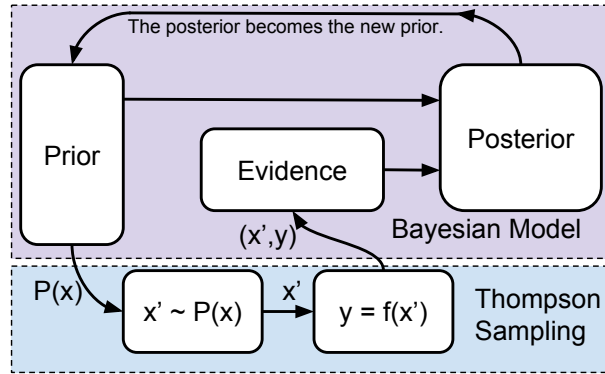 The posterior becomes the new prior.
Prior
Posterior
Evidence
(x',y)
Bayesian Model
P(x)
x' ~ P(x)
x'
y = f(x')
Thompson
Sampling